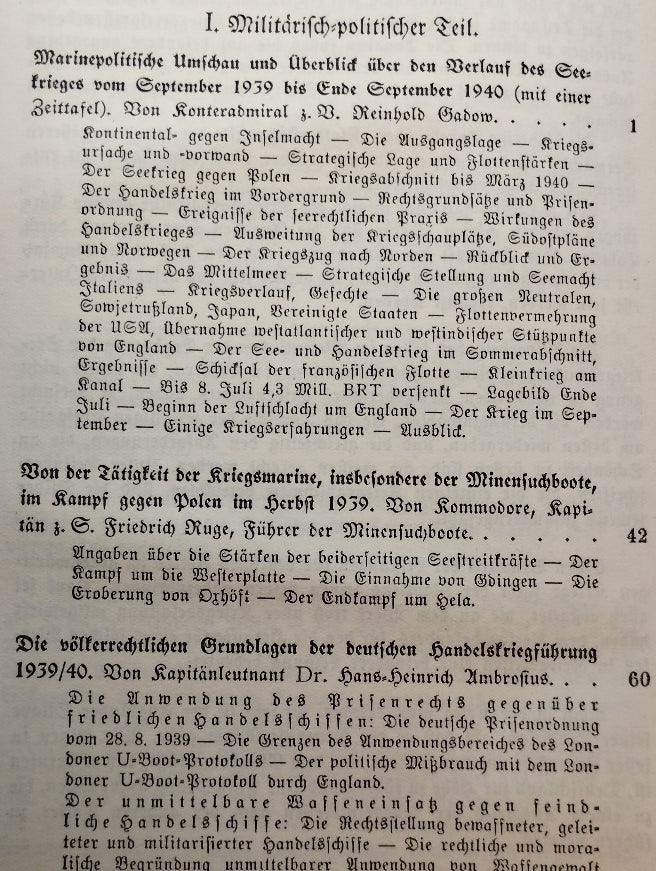 I. Militärisch-politischer Teil.
Marinepolitische Umschau und Überblick über den Verlauf des See-
krieges vom September 1939 bis Ende September 1940 (mit einer
Zeittafel). Von Konteradmiral z. V. Reinhold Gadow. . . . . 1
Kontinental- gegen Inselmacht — Die Ausgangslage — Kriegs-
ursache und -vorwand — Strategische Lage und Flottenstärken —
Der Seekrieg gegen Polen — Kriegsabschnitt bis März 1940 —
Der Handelskrieg im Vordergrund — Rechtsgrundsätze und Prisen-
ordnung — Ereignisse der seerechtlichen Praxis — Wirkungen des
Handelskrieges — Ausweitung der Kriegsschauplätze, Südostpläne
und Norwegen — Der Kriegszug nach Norden — Rückblick und Er-
gebnis — Das Mittelmeer — Strategische Stellung und Seemacht
Italiens — Kriegsverlauf, Gefechte — Die großen Neutralen,
Sowjetrußland, Japan, Vereinigte Staaten — Flottenvermehrung
der USA, Übernahme westatlantischer und westindischer Stützpunkte
von England — Der See- und Handelskrieg im Sommerabschnitt,
Ergebnisse — Schicksal der französischen Flotte — Kleinkrieg am
Kanal — Bis 8. Juli 4,3 Mill. BRT versenkt — Lagebild Ende
Juli — Beginn der Luftschlacht um England — Der Krieg im Sep-
tember — Einige Kriegserfahrungen — Ausblick.
Von der Tätigkeit der Kriegsmarine, insbesondere der Minensuchboote,
im Kampf gegen Polen im Herbst 1939. Von Kommodore, Kapi-
tän z. S. Friedrich Ruge, Führer der Minensuchboote. . . . . . 42
Angaben über die Stärken der beiderseitigen Seestreitkräfte — Der
Kampf um die Westerplatte — Die Einnahme von Gdingen — Die
Eroberung von Oxhöft — Der Endkampf um Hela.
Die völkerrechtlichen Grundlagen der deutschen Handelskriegführung
1939/40. Von Kapitänleutnant Dr. Hans-Heinrich Ambrosius. . . 60
Die Anwendung des Prisenrechts gegenüber
friedlichen Handelsschiffen: Die deutsche Prisenordnung
vom 28. 8. 1939 — Die Grenzen des Anwendungsbereiches des Lon-
doner U-Boot-Protokolls — Der politische Mißbrauch mit dem Lon-
doner U-Boot-Protokoll durch England.
Der unmittelbare Waffeneinsatz gegen feind-
liche Handelsschiffe: Die Rechtsstellung bewaffneter, gelei-
teter und militarisierter Handelsschiffe — Die rechtliche und mora-
lische Begründung unmittelbarer Anwendung von Waffengewalt